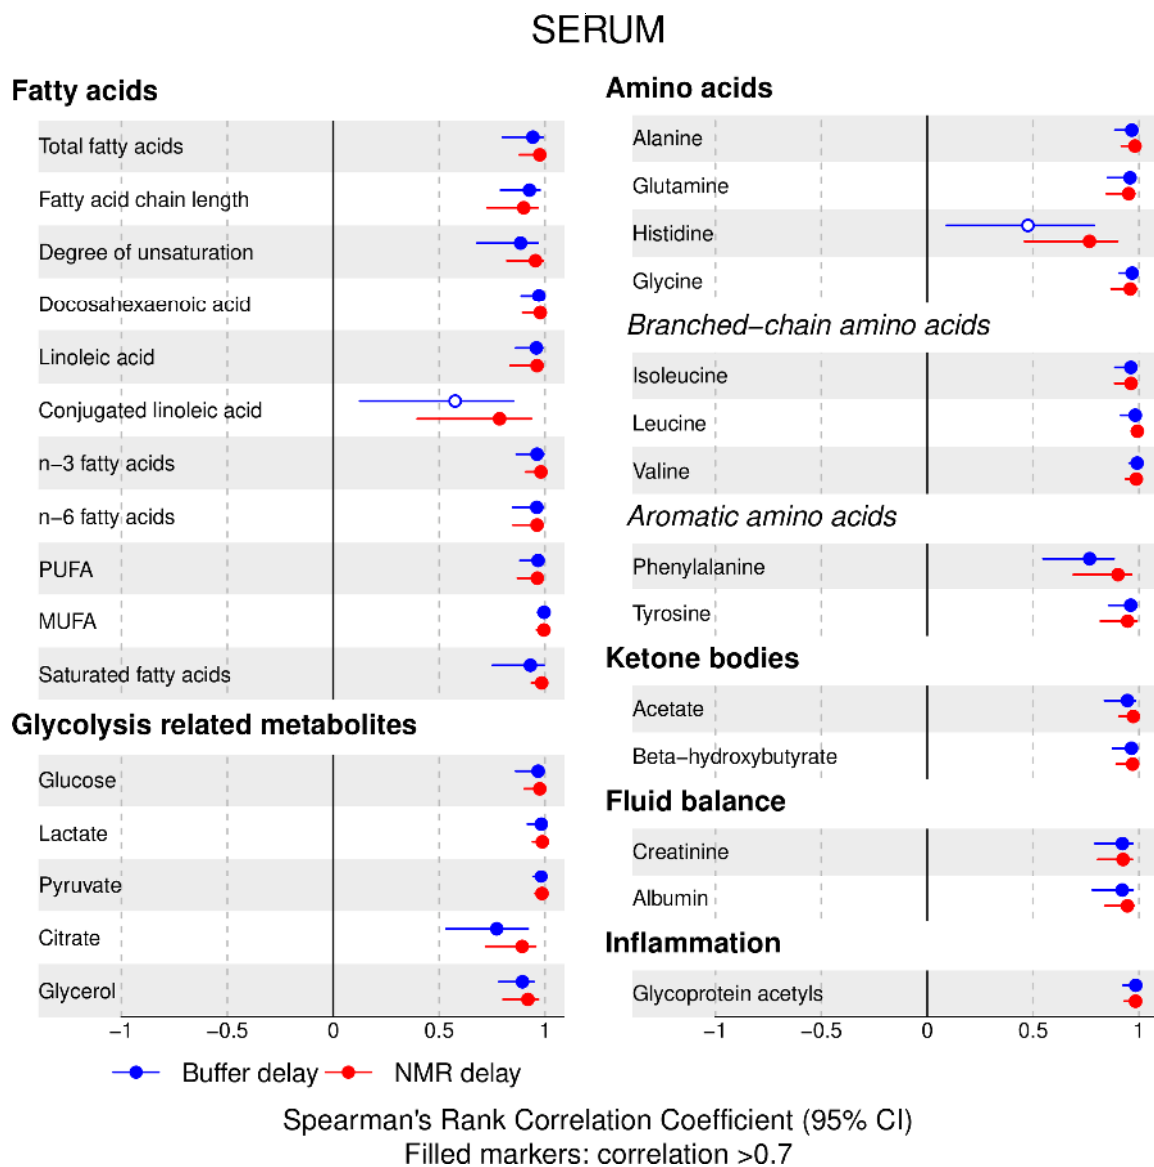 SERUM
Fatty acids
Total fatty acids
Fatty acid chain length
Degree of unsaturation
Docosahexaenoic acid
Linoleic acid
Conjugated linoleic acid
n−3 fatty acids
n−6 fatty acids
PUFA
MUFA
Saturated fatty acids
Glycolysis related metabolites
Glucose
Lactate
Pyruvate
Citrate
Glycerol
−1 −0.5 0 0.5 1
Amino acids
Alanine
Glutamine
Histidine
Glycine
Branched−chain amino acids
Isoleucine
Leucine
Valine
Aromatic amino acids
Phenylalanine
Tyrosine
Ketone bodies
Acetate
Beta−hydroxybutyrate
Fluid balance
Creatinine
Albumin
Inflammation
Glycoprotein acetyls
−1 −0.5 0 0.5 1
Buffer delay NMR delay
Spearman's Rank Correlation Coefficient (95% CI)
Filled markers: correlation >0.7